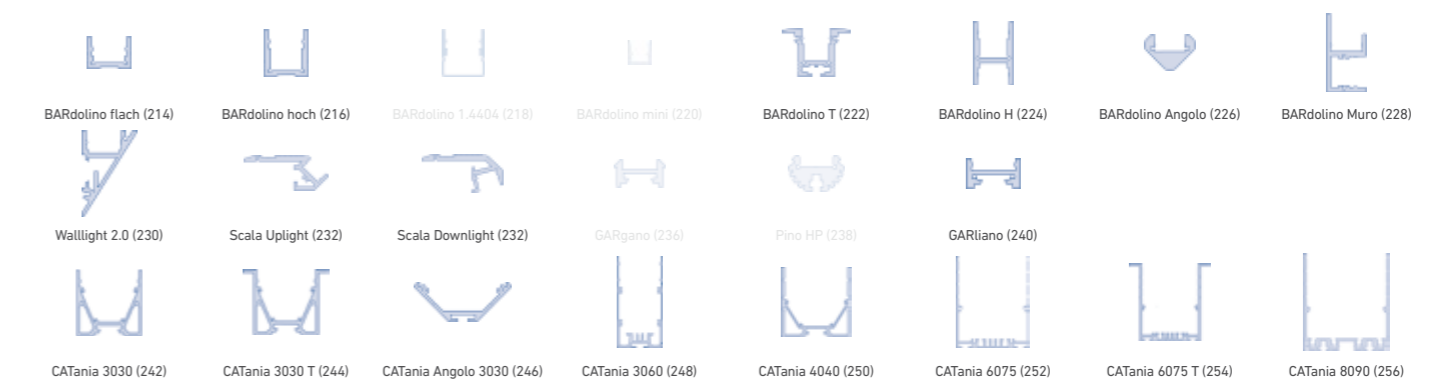 BARdolino flach (214)
BARdolino hoch (216)
BARdolino 1.4404 (218)
BARdolino mini (220)
BARdolino T (222)
BARdolino H (224)
BARdolino Angolo (226)
BARdolino Muro (228)
Walllight 2.0 (230)
Scala Uplight (232)
Scala Downlight (232)
GARgano (236)
Pino HP (238)
GARliano (240)
CATania 3030 (242)
CATania 3030 T (244)
CATania Angolo 3030 (246)
CATania 3060 (248)
CATania 4040 (250)
CATania 6075 (252)
CATania 6075 T (254)
CATania 8090 (256)